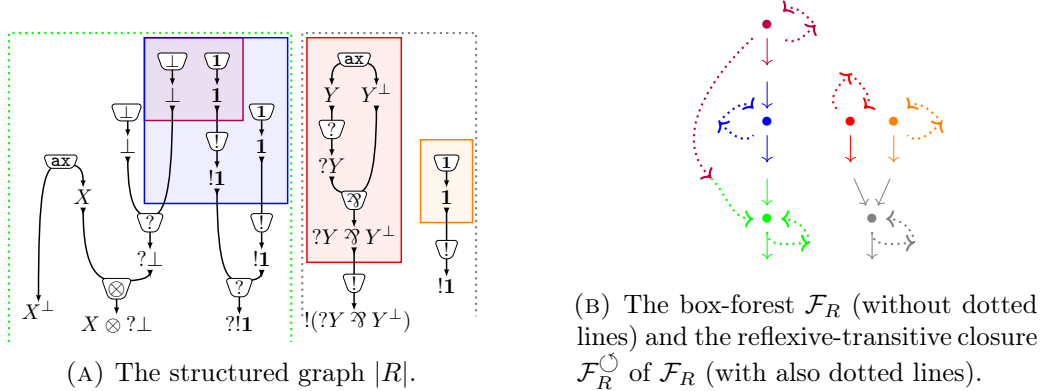 ⊥ 1 ax
⊥ 1 Y Y^⊥
⊥ 1 ?
⊥ ! 1 ?Y 1
ax !1 1
X ⅋
? ! ?Y ⅋ Y^⊥
?⊥ !1 !
⊗ ? !
X^⊥ X ⊗ ?⊥ ?!1 !(?Y ⅋ Y^⊥) !1
(A) The structured graph |R|.
(B) The box-forest ℱ_R (without dotted
lines) and the reflexive-transitive closure
ℱ_R^↺ of ℱ_R (with also dotted lines).